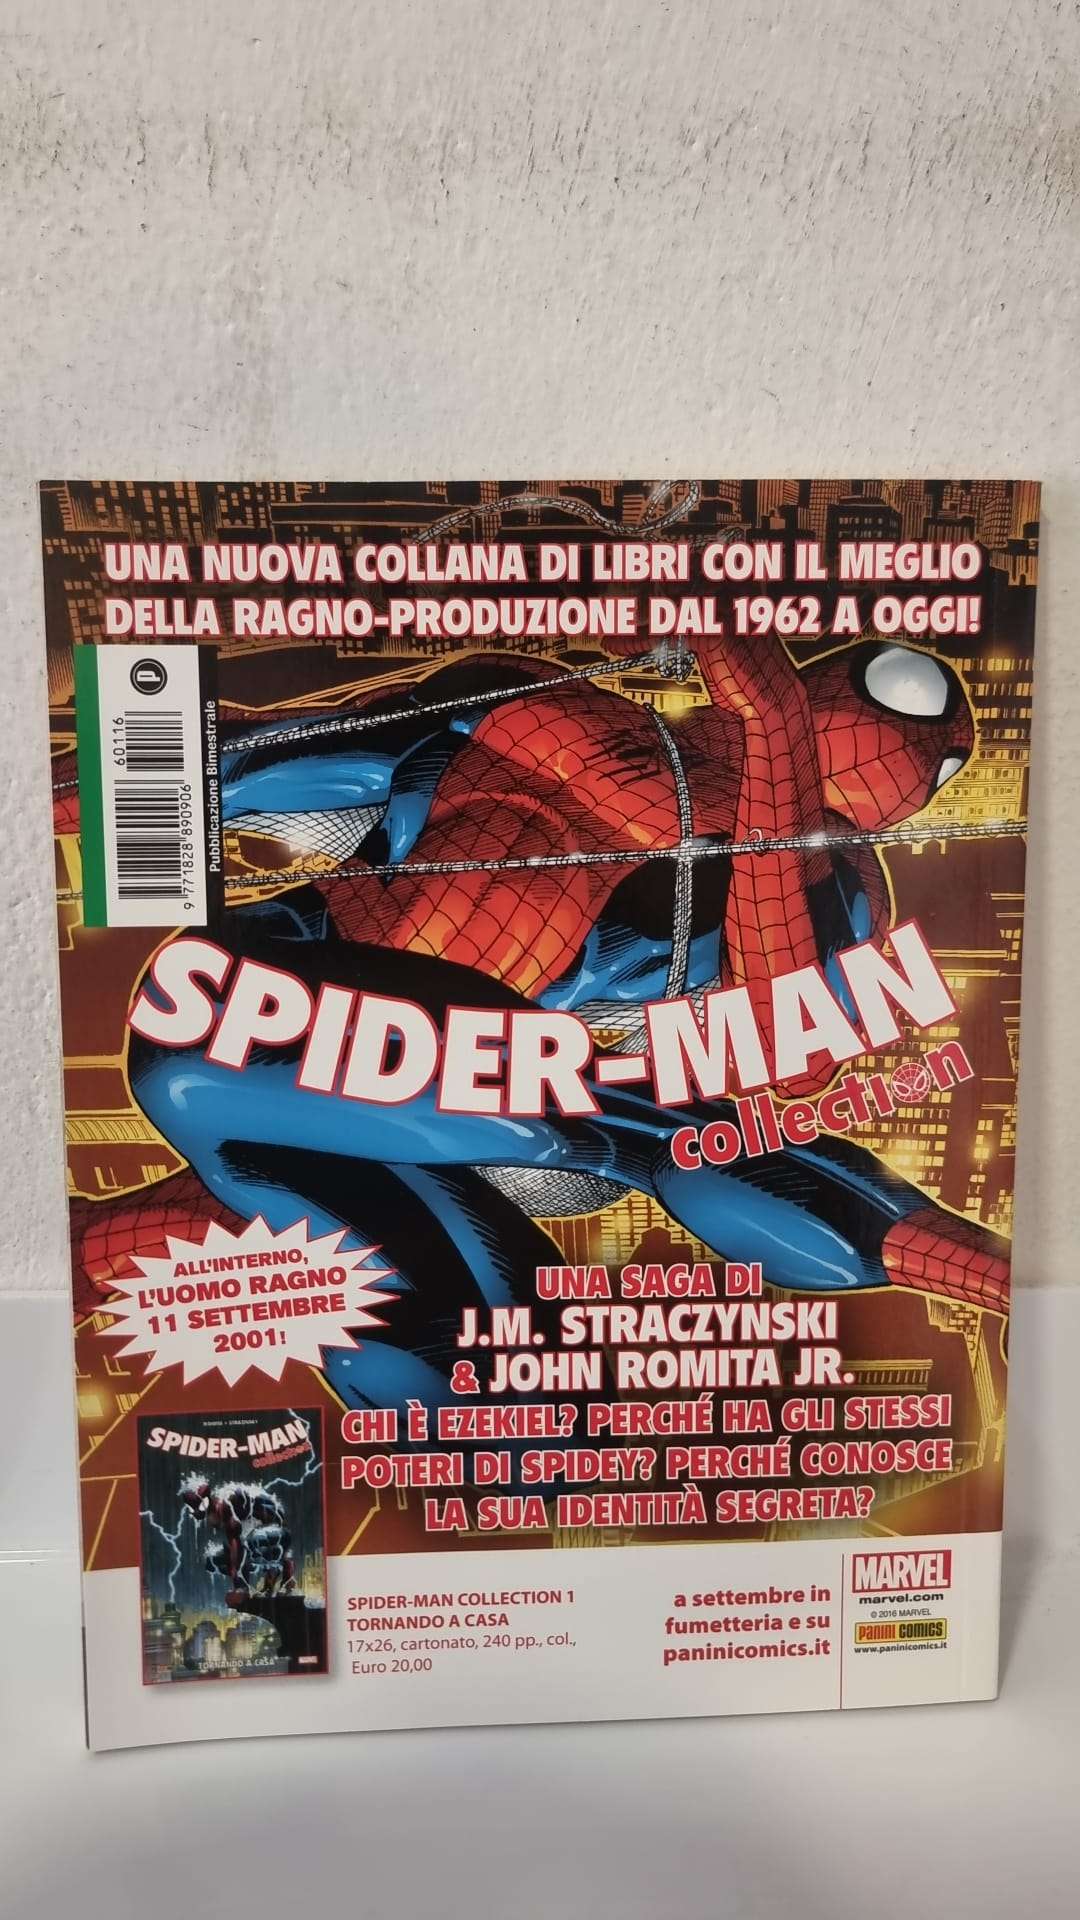 UNA NUOVA COLLANA DI LIBRI CON IL MEGLIO
DELLA RAGNO-PRODUZIONE DAL 1962 A OGGI!
P
60116
9 771828 890906
Pubblicazione Bimestrale
SPIDER-MAN
collection
ALL'INTERNO,
L'UOMO RAGNO
11 SETTEMBRE
2001!
UNA SAGA DI
J.M. STRACZYNSKI
& JOHN ROMITA JR.
CHI È EZEKIEL? PERCHÉ HA GLI STESSI
POTERI DI SPIDEY? PERCHÉ CONOSCE
LA SUA IDENTITÀ SEGRETA?
ROMITA • STRACZYNSKI
SPIDER-MAN
collection
TORNANDO A CASA
MARVEL
SPIDER-MAN COLLECTION 1
TORNANDO A CASA
17x26, cartonato, 240 pp., col.,
Euro 20,00
a settembre in
fumetteria e su
paninicomics.it
MARVEL
marvel.com
© 2016 MARVEL
PANINI COMICS
www.paninicomics.it